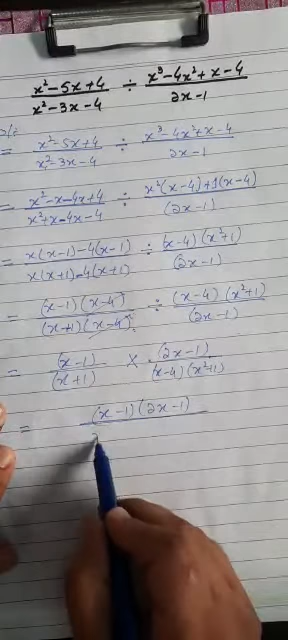 (x²-5x+4)/(x²-3x-4) ÷ (x³-4x²+x-4)/(2x-1)
= (x²-5x+4)/(x²-3x-4) ÷ (x³-4x²+x-4)/(2x-1)
= (x²-x-4x+4)/(x²+x-4x-4) ÷ (x²(x-4)+1(x-4))/((2x-1))
= (x(x-1)-4(x-1))/(x(x+1)-4(x+1)) ÷ ((x-4)(x²+1))/((2x-1))
= ((x-1)(x-4))/((x+1)(x-4)) ÷ ((x-4)(x²+1))/((2x-1))
= ((x-1))/((x+1)) × ((2x-1))/((x-4)(x²+1))
= (x-1)(2x-1)